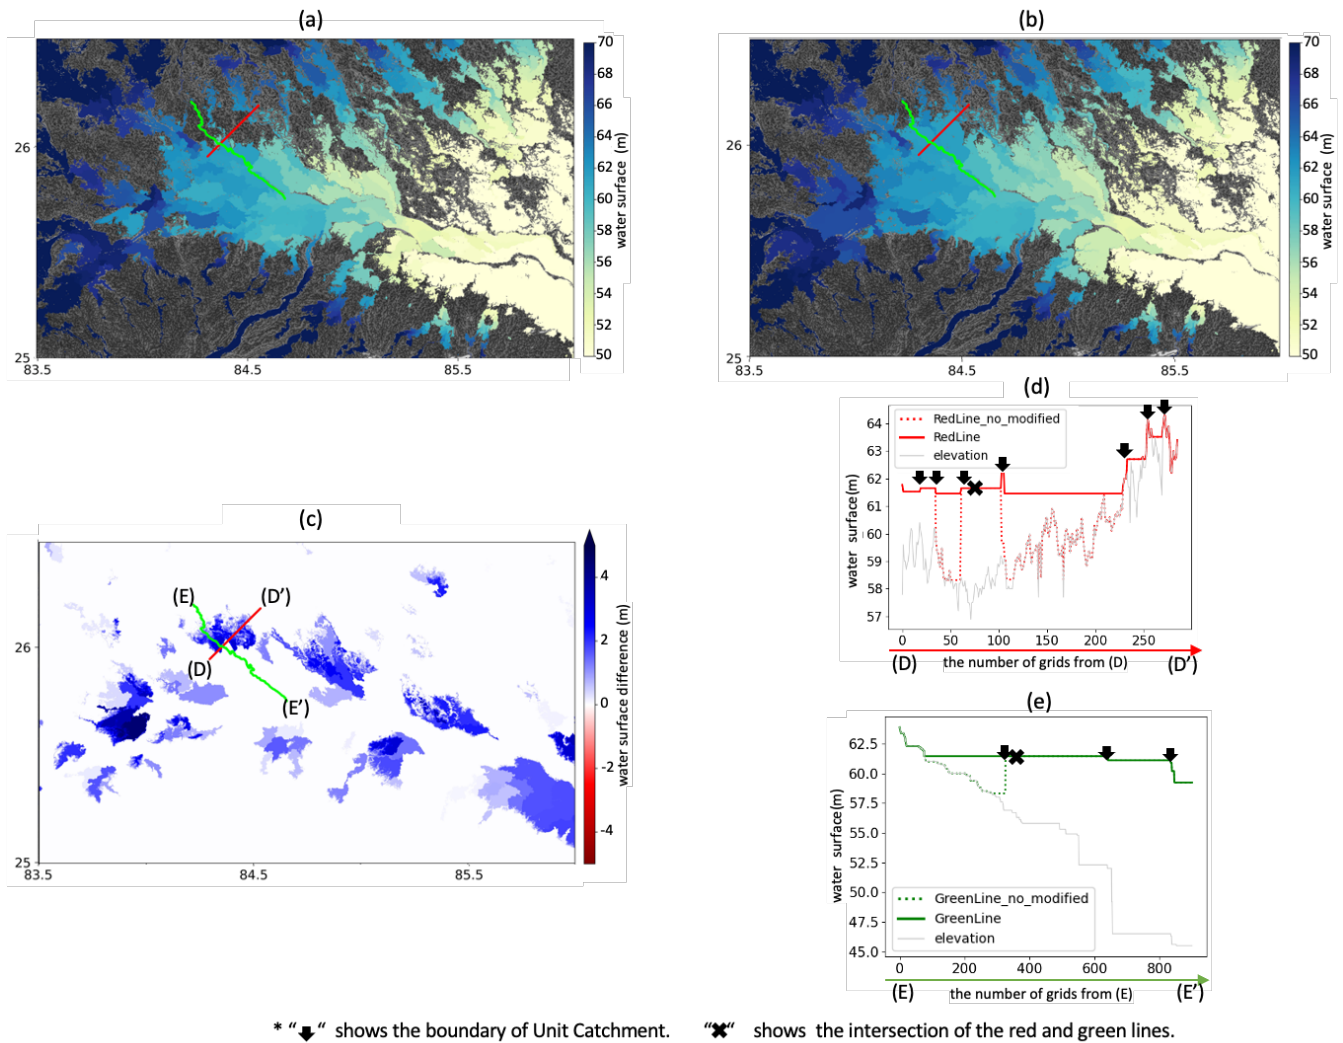 (a)
(b)
70
68
66
64
62
60
58
56
54
52
50
water surface (m)
26
25
83.5
84.5
85.5
70
68
66
64
62
60
58
56
54
52
50
water surface (m)
26
25
83.5
84.5
85.5
(c)
(E)
(D')
(D)
(E')
4
2
0
-2
-4
water surface difference (m)
26
25
83.5
84.5
85.5
(d)
RedLine_no_modified
RedLine
elevation
64
63
62
61
60
59
58
57
water surface(m)
0
50
100
150
200
250
(D)
the number of grids from (D)
(D')
(e)
62.5
60.0
57.5
55.0
52.5
50.0
47.5
45.0
water surface(m)
GreenLine_no_modified
GreenLine
elevation
0
200
400
600
800
(E)
the number of grids from (E)
(E')
* “ “ shows the boundary of Unit Catchment. “ “ shows the intersection of the red and green lines.